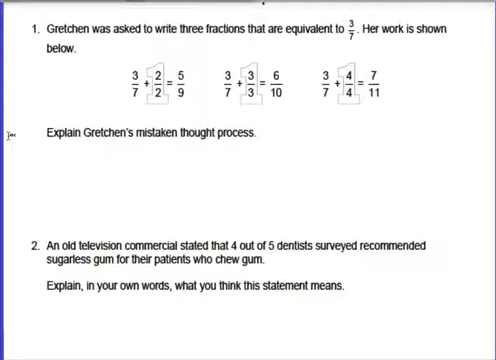 1. Gretchen was asked to write three fractions that are equivalent to 3/7. Her work is shown
below.
3/7 + 2/2 = 5/9 3/7 + 3/3 = 6/10 3/7 + 4/4 = 7/11
Explain Gretchen's mistaken thought process.
2. An old television commercial stated that 4 out of 5 dentists surveyed recommended
sugarless gum for their patients who chew gum.
Explain, in your own words, what you think this statement means.